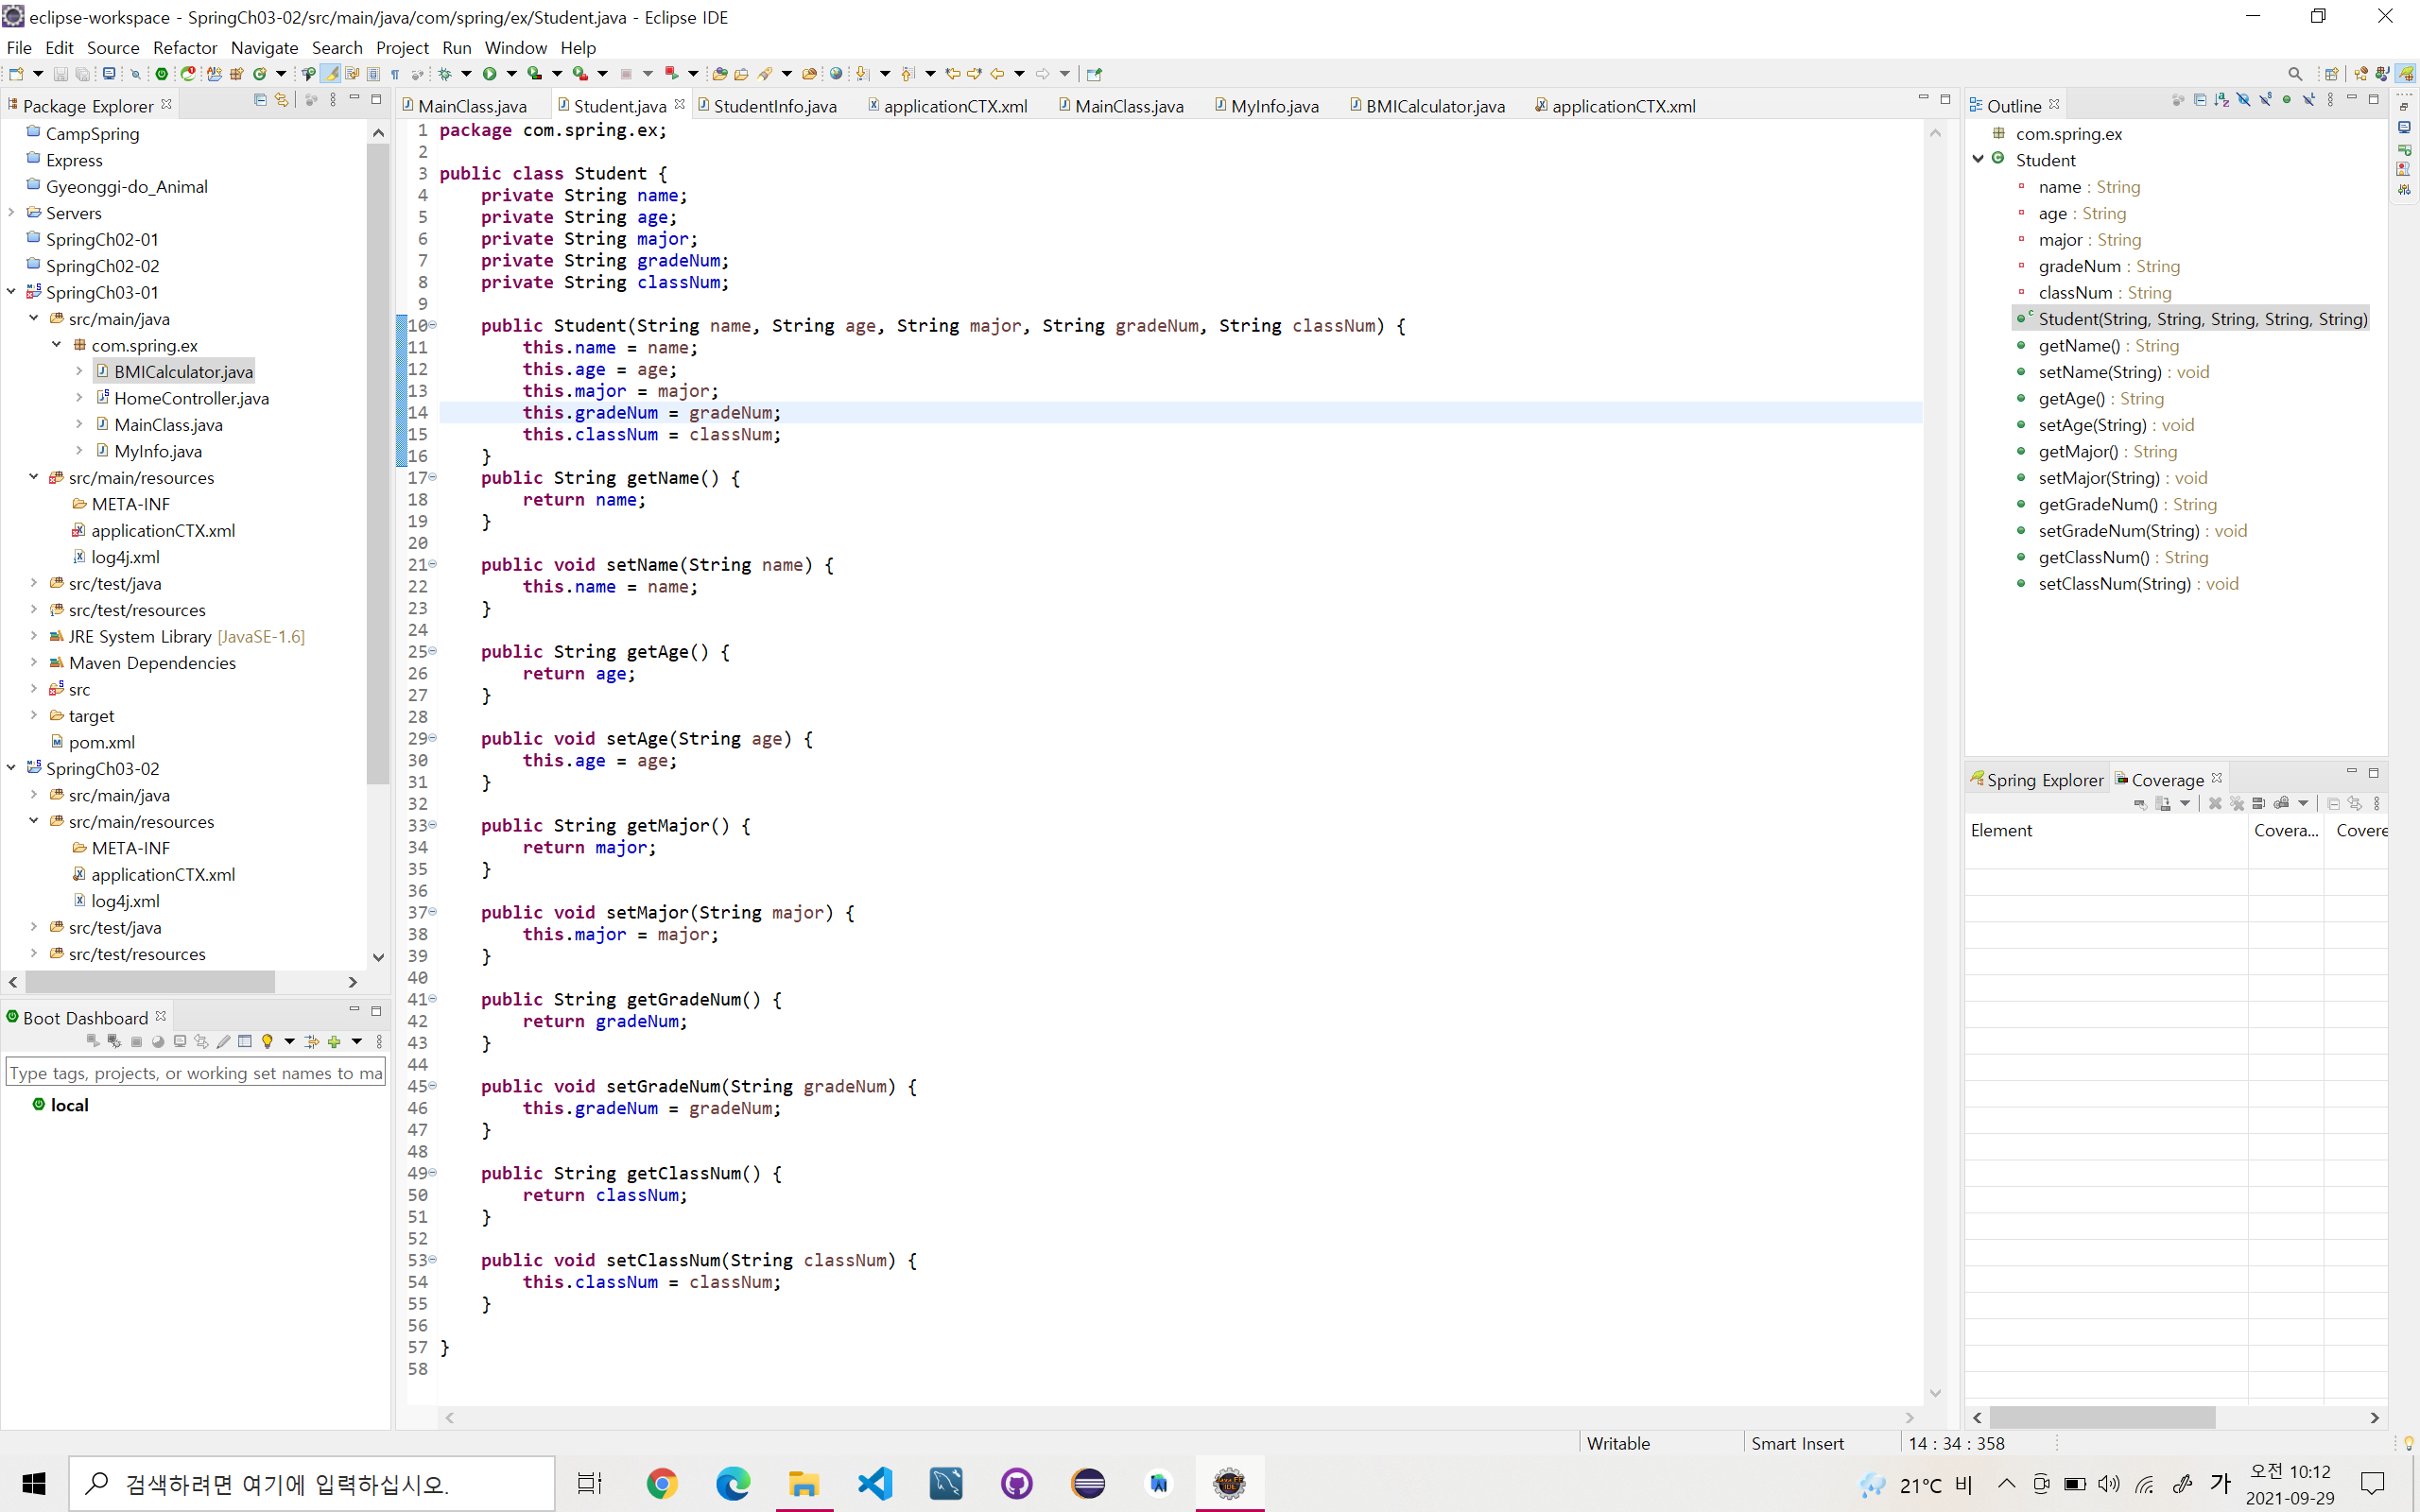 eclipse-workspace - SpringCh03-02/src/main/java/com/spring/ex/Student.java - Eclipse IDE
File Edit Source Refactor Navigate Search Project Run Window Help
Package Explorer
CampSpring
Express
Gyeonggi-do_Animal
Servers
SpringCh02-01
SpringCh02-02
SpringCh03-01
src/main/java
com.spring.ex
BMICalculator.java
HomeController.java
MainClass.java
MyInfo.java
src/main/resources
META-INF
applicationCTX.xml
log4j.xml
src/test/java
src/test/resources
JRE System Library [JavaSE-1.6]
Maven Dependencies
src
target
pom.xml
SpringCh03-02
src/main/java
src/main/resources
META-INF
applicationCTX.xml
log4j.xml
src/test/java
src/test/resources
Boot Dashboard
Type tags, projects, or working set names to ma
local
MainClass.java Student.java StudentInfo.java applicationCTX.xml MainClass.java MyInfo.java BMICalculator.java applicationCTX.xml
1 package com.spring.ex;
2
3 public class Student {
4 private String name;
5 private String age;
6 private String major;
7 private String gradeNum;
8 private String classNum;
9
10 public Student(String name, String age, String major, String gradeNum, String classNum) {
11 this.name = name;
12 this.age = age;
13 this.major = major;
14 this.gradeNum = gradeNum;
15 this.classNum = classNum;
16 }
17 public String getName() {
18 return name;
19 }
20
21 public void setName(String name) {
22 this.name = name;
23 }
24
25 public String getAge() {
26 return age;
27 }
28
29 public void setAge(String age) {
30 this.age = age;
31 }
32
33 public String getMajor() {
34 return major;
35 }
36
37 public void setMajor(String major) {
38 this.major = major;
39 }
40
41 public String getGradeNum() {
42 return gradeNum;
43 }
44
45 public void setGradeNum(String gradeNum) {
46 this.gradeNum = gradeNum;
47 }
48
49 public String getClassNum() {
50 return classNum;
51 }
52
53 public void setClassNum(String classNum) {
54 this.classNum = classNum;
55 }
56
57 }
58
Outline
com.spring.ex
Student
name : String
age : String
major : String
gradeNum : String
classNum : String
Student(String, String, String, String, String)
getName() : String
setName(String) : void
getAge() : String
setAge(String) : void
getMajor() : String
setMajor(String) : void
getGradeNum() : String
setGradeNum(String) : void
getClassNum() : String
setClassNum(String) : void
Spring Explorer Coverage
Element Covera... Covere
Writable Smart Insert 14 : 34 : 358
검색하려면 여기에 입력하십시오.
21°C 비
가
오전 10:12
2021-09-29